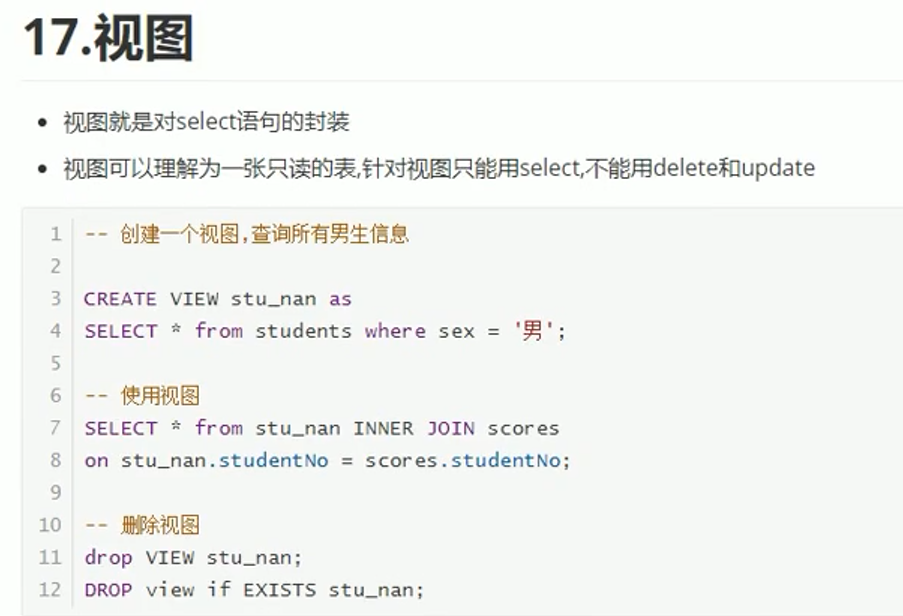 17.视图
视图就是对select语句的封装
视图可以理解为一张只读的表,针对视图只能用select,不能用delete和update
1 -- 创建一个视图,查询所有男生信息
2
3 CREATE VIEW stu_nan as
4 SELECT * from students where sex = '男';
5
6 -- 使用视图
7 SELECT * from stu_nan INNER JOIN scores
8 on stu_nan.studentNo = scores.studentNo;
9
10 -- 删除视图
11 drop VIEW stu_nan;
12 DROP view if EXISTS stu_nan;